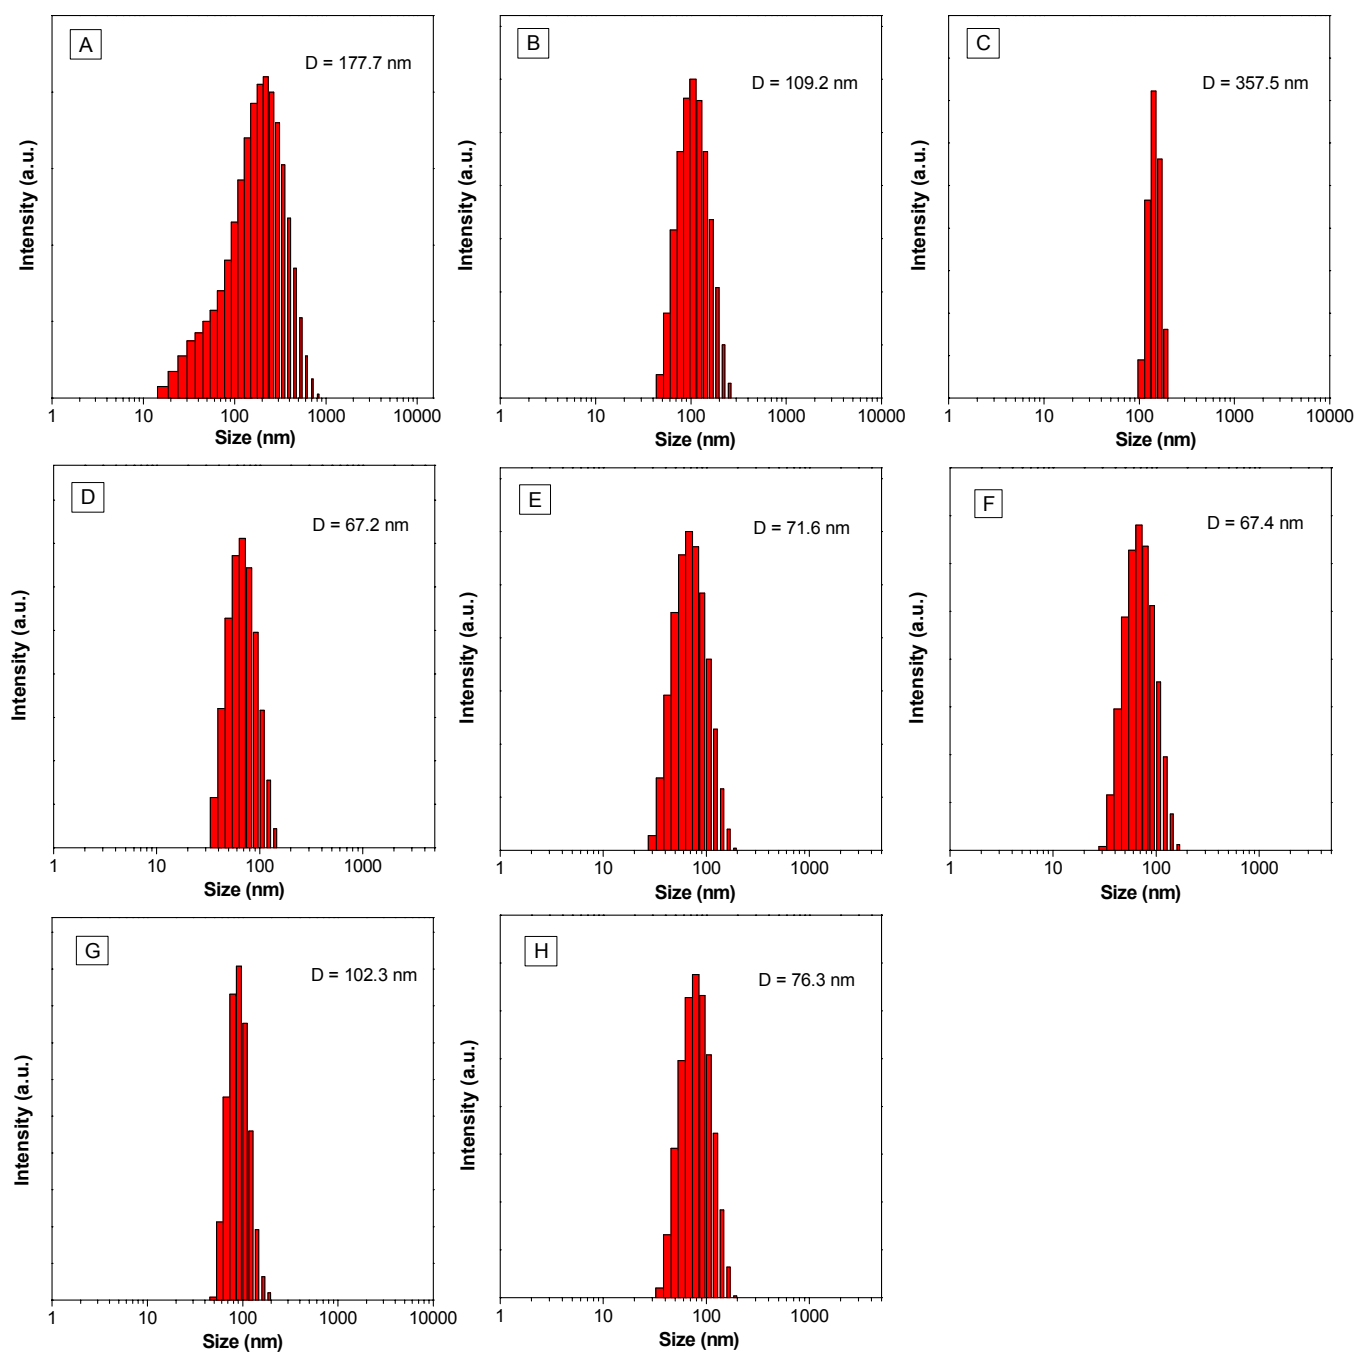 A
D = 177.7 nm
Intensity (a.u.)
1 10 100 1000 10000
Size (nm)
B
D = 109.2 nm
Intensity (a.u.)
1 10 100 1000 10000
Size (nm)
C
D = 357.5 nm
Intensity (a.u.)
1 10 100 1000 10000
Size (nm)
D
D = 67.2 nm
Intensity (a.u.)
1 10 100 1000
Size (nm)
E
D = 71.6 nm
Intensity (a.u.)
1 10 100 1000
Size (nm)
F
D = 67.4 nm
Intensity (a.u.)
1 10 100 1000
Size (nm)
G
D = 102.3 nm
Intensity (a.u.)
1 10 100 1000 10000
Size (nm)
H
D = 76.3 nm
Intensity (a.u.)
1 10 100 1000
Size (nm)